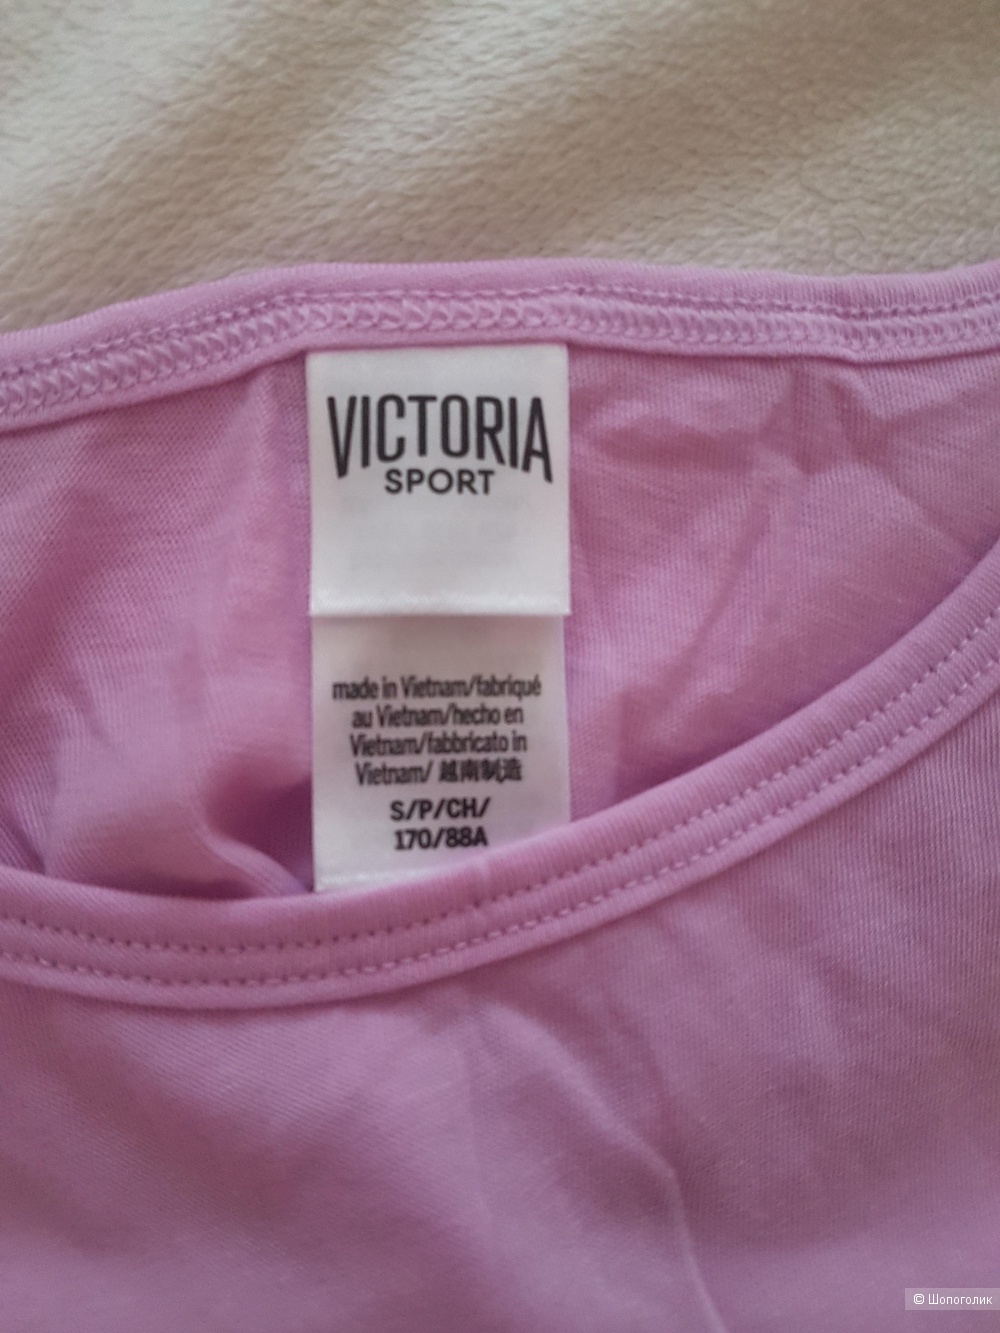 VICTORIA
SPORT
made in Vietnam/fabriqué
au Vietnam/hecho en
Vietnam/fabbricato in
Vietnam/ 越南制造
S/P/CH/
170/88A
© Шопоголик